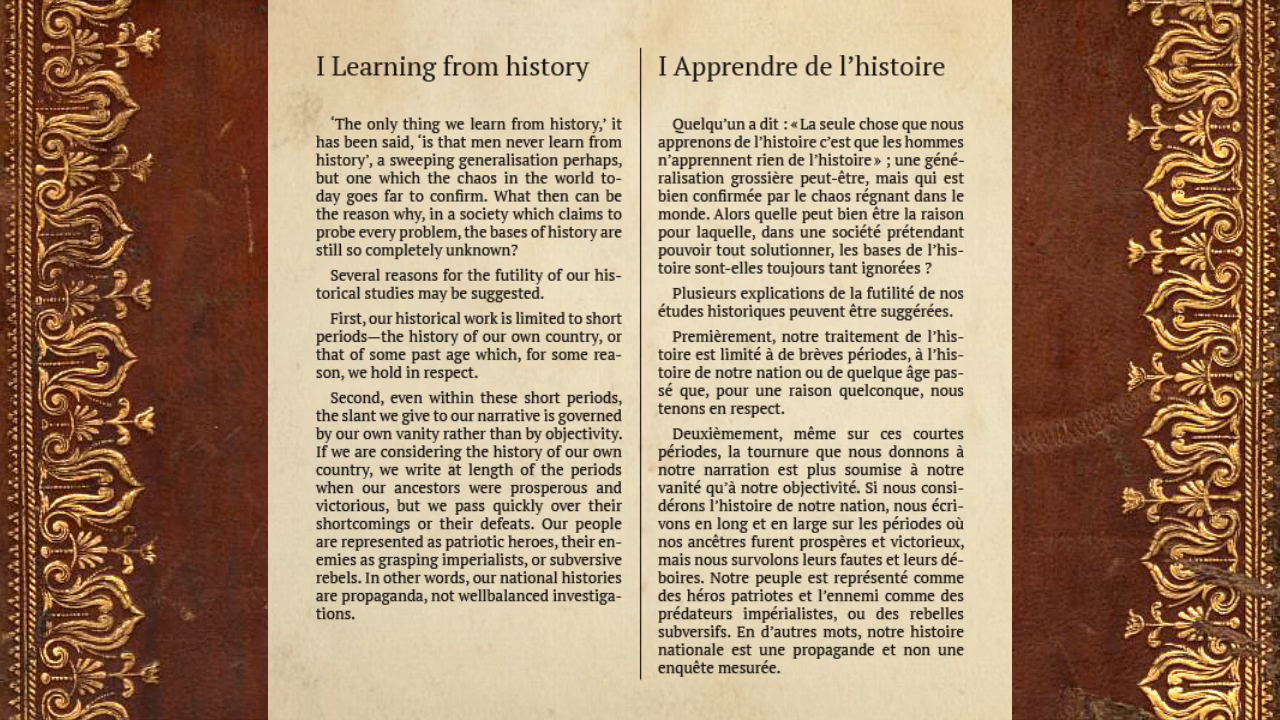 I Learning from history
‘The only thing we learn from history,’ it
has been said, ‘is that men never learn from
history’, a sweeping generalisation perhaps,
but one which the chaos in the world to-
day goes far to confirm. What then can be
the reason why, in a society which claims to
probe every problem, the bases of history are
still so completely unknown?
Several reasons for the futility of our his-
torical studies may be suggested.
First, our historical work is limited to short
periods—the history of our own country, or
that of some past age which, for some rea-
son, we hold in respect.
Second, even within these short periods,
the slant we give to our narrative is governed
by our own vanity rather than by objectivity.
If we are considering the history of our own
country, we write at length of the periods
when our ancestors were prosperous and
victorious, but we pass quickly over their
shortcomings or their defeats. Our people
are represented as patriotic heroes, their en-
emies as grasping imperialists, or subversive
rebels. In other words, our national histories
are propaganda, not wellbalanced investiga-
tions.
I Apprendre de l’histoire
Quelqu’un a dit : « La seule chose que nous
apprenons de l’histoire c’est que les hommes
n’apprennent rien de l’histoire » ; une géné-
ralisation grossière peut-être, mais qui est
bien confirmée par le chaos régnant dans le
monde. Alors quelle peut bien être la raison
pour laquelle, dans une société prétendant
pouvoir tout solutionner, les bases de l’his-
toire sont-elles toujours tant ignorées ?
Plusieurs explications de la futilité de nos
études historiques peuvent être suggérées.
Premièrement, notre traitement de l’his-
toire est limité à de brèves périodes, à l’his-
toire de notre nation ou de quelque âge pas-
sé que, pour une raison quelconque, nous
tenons en respect.
Deuxièmement, même sur ces courtes
périodes, la tournure que nous donnons à
notre narration est plus soumise à notre
vanité qu’à notre objectivité. Si nous consi-
dérons l’histoire de notre nation, nous écri-
vons en long et en large sur les périodes où
nos ancêtres furent prospères et victorieux,
mais nous survolons leurs fautes et leurs dé-
boires. Notre peuple est représenté comme
des héros patriotes et l’ennemi comme des
prédateurs impérialistes, ou des rebelles
subversifs. En d’autres mots, notre histoire
nationale est une propagande et non une
enquête mesurée.